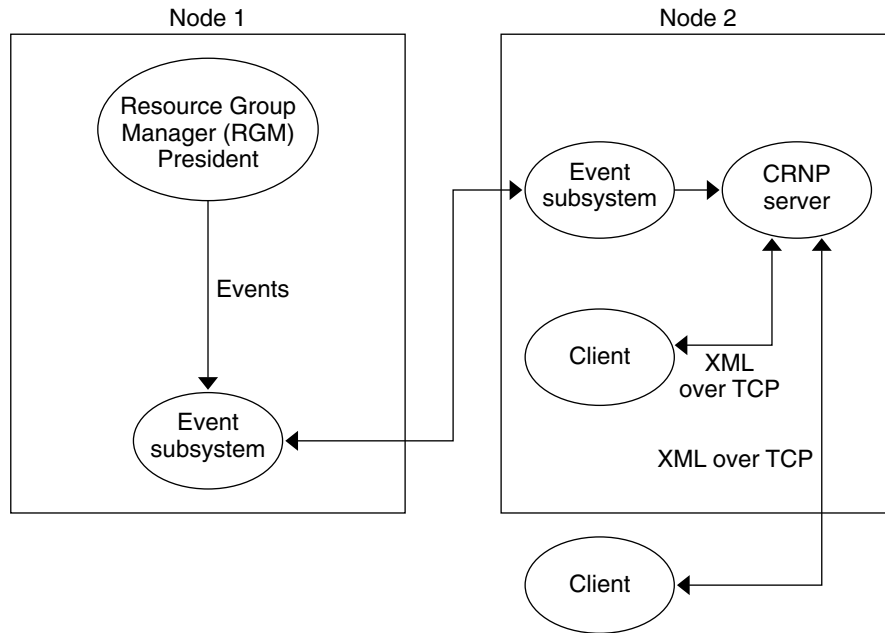 Node 1
Node 2
Resource Group
Manager (RGM)
President
Event
subsystem
CRNP
server
Events
Client
XML
over TCP
Event
subsystem
XML over TCP
Client